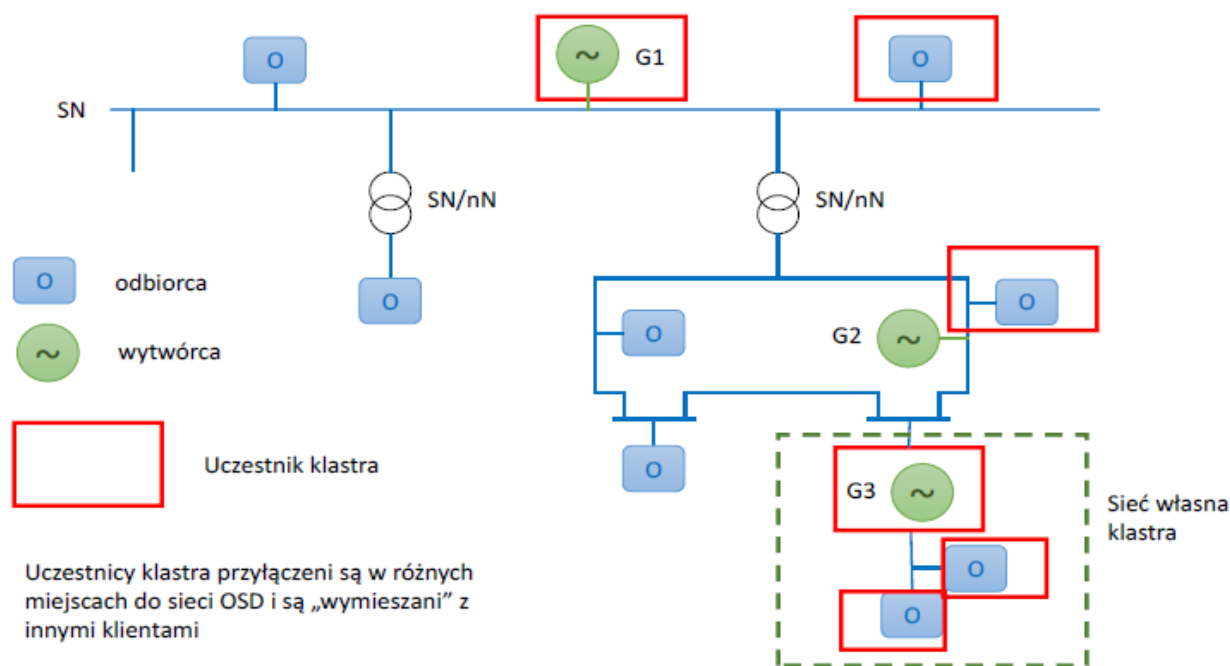 O
G1
O
SN
SN/nN
SN/nN
O
odbiorca
O
O
O
G2
wytwórca
O
Uczestnik klastra
G3
Sieć własna
klastra
O
O
Uczestnicy klastra przyłączeni są w różnych
miejscach do sieci OSD i są „wymieszani” z
innymi klientami